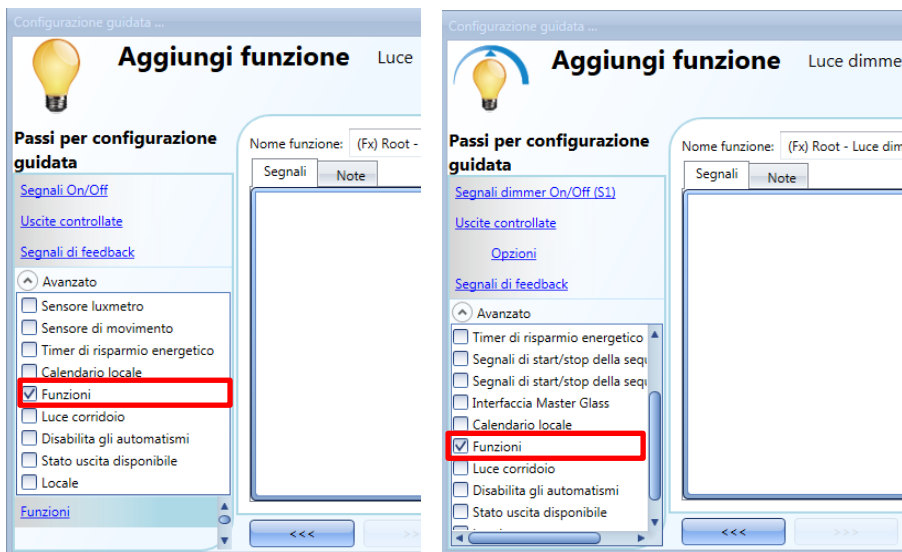 Configurazione guidata ...
Aggiungi funzione Luce
Passi per configurazione
guidata
Segnali On/Off
Uscite controllate
Segnali di feedback
Avanzato
Sensore luxmetro
Sensore di movimento
Timer di risparmio energetico
Calendario locale
Funzioni
Luce corridoio
Disabilita gli automatismi
Stato uscita disponibile
Locale
Funzioni
Nome funzione: (Fx) Root -
Segnali Note
<<< >>
Configurazione guidata ...
Aggiungi funzione Luce dimme
Passi per configurazione
guidata
Segnali dimmer On/Off (S1)
Uscite controllate
Opzioni
Segnali di feedback
Avanzato
Timer di risparmio energetico
Segnali di start/stop della sequ
Segnali di start/stop della sequ
Interfaccia Master Glass
Calendario locale
Funzioni
Luce corridoio
Disabilita gli automatismi
Stato uscita disponibile
Nome funzione: (Fx) Root - Luce dim
Segnali Note
<<< >>>